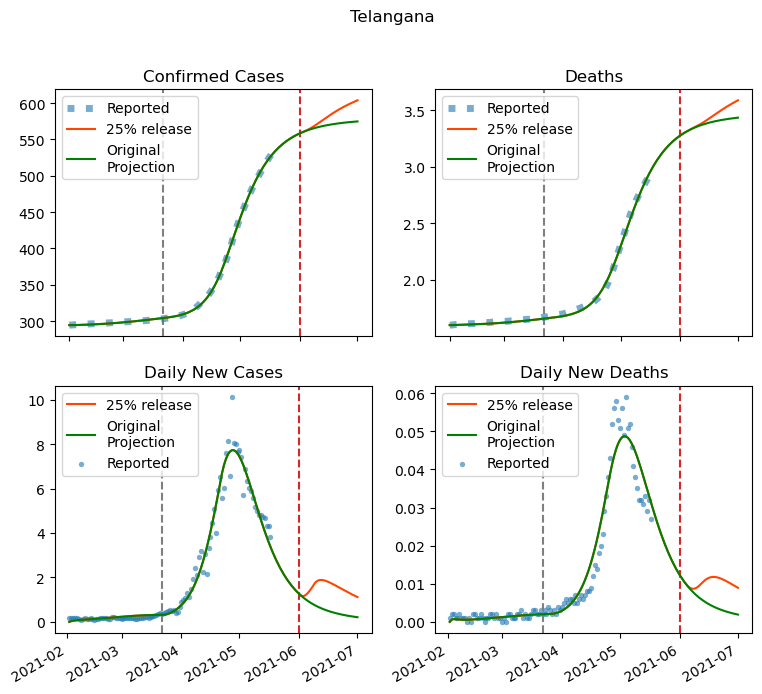 Telangana
Confirmed Cases
600
550
500
450
400
350
300
Reported
25% release
Original
Projection
Deaths
3.5
3.0
2.5
2.0
Reported
25% release
Original
Projection
Daily New Cases
10
8
6
4
2
0
25% release
Original
Projection
Reported
2021-02
2021-03
2021-04
2021-05
2021-06
2021-07
Daily New Deaths
0.06
0.05
0.04
0.03
0.02
0.01
0.00
25% release
Original
Projection
Reported
2021-02
2021-03
2021-04
2021-05
2021-06
2021-07